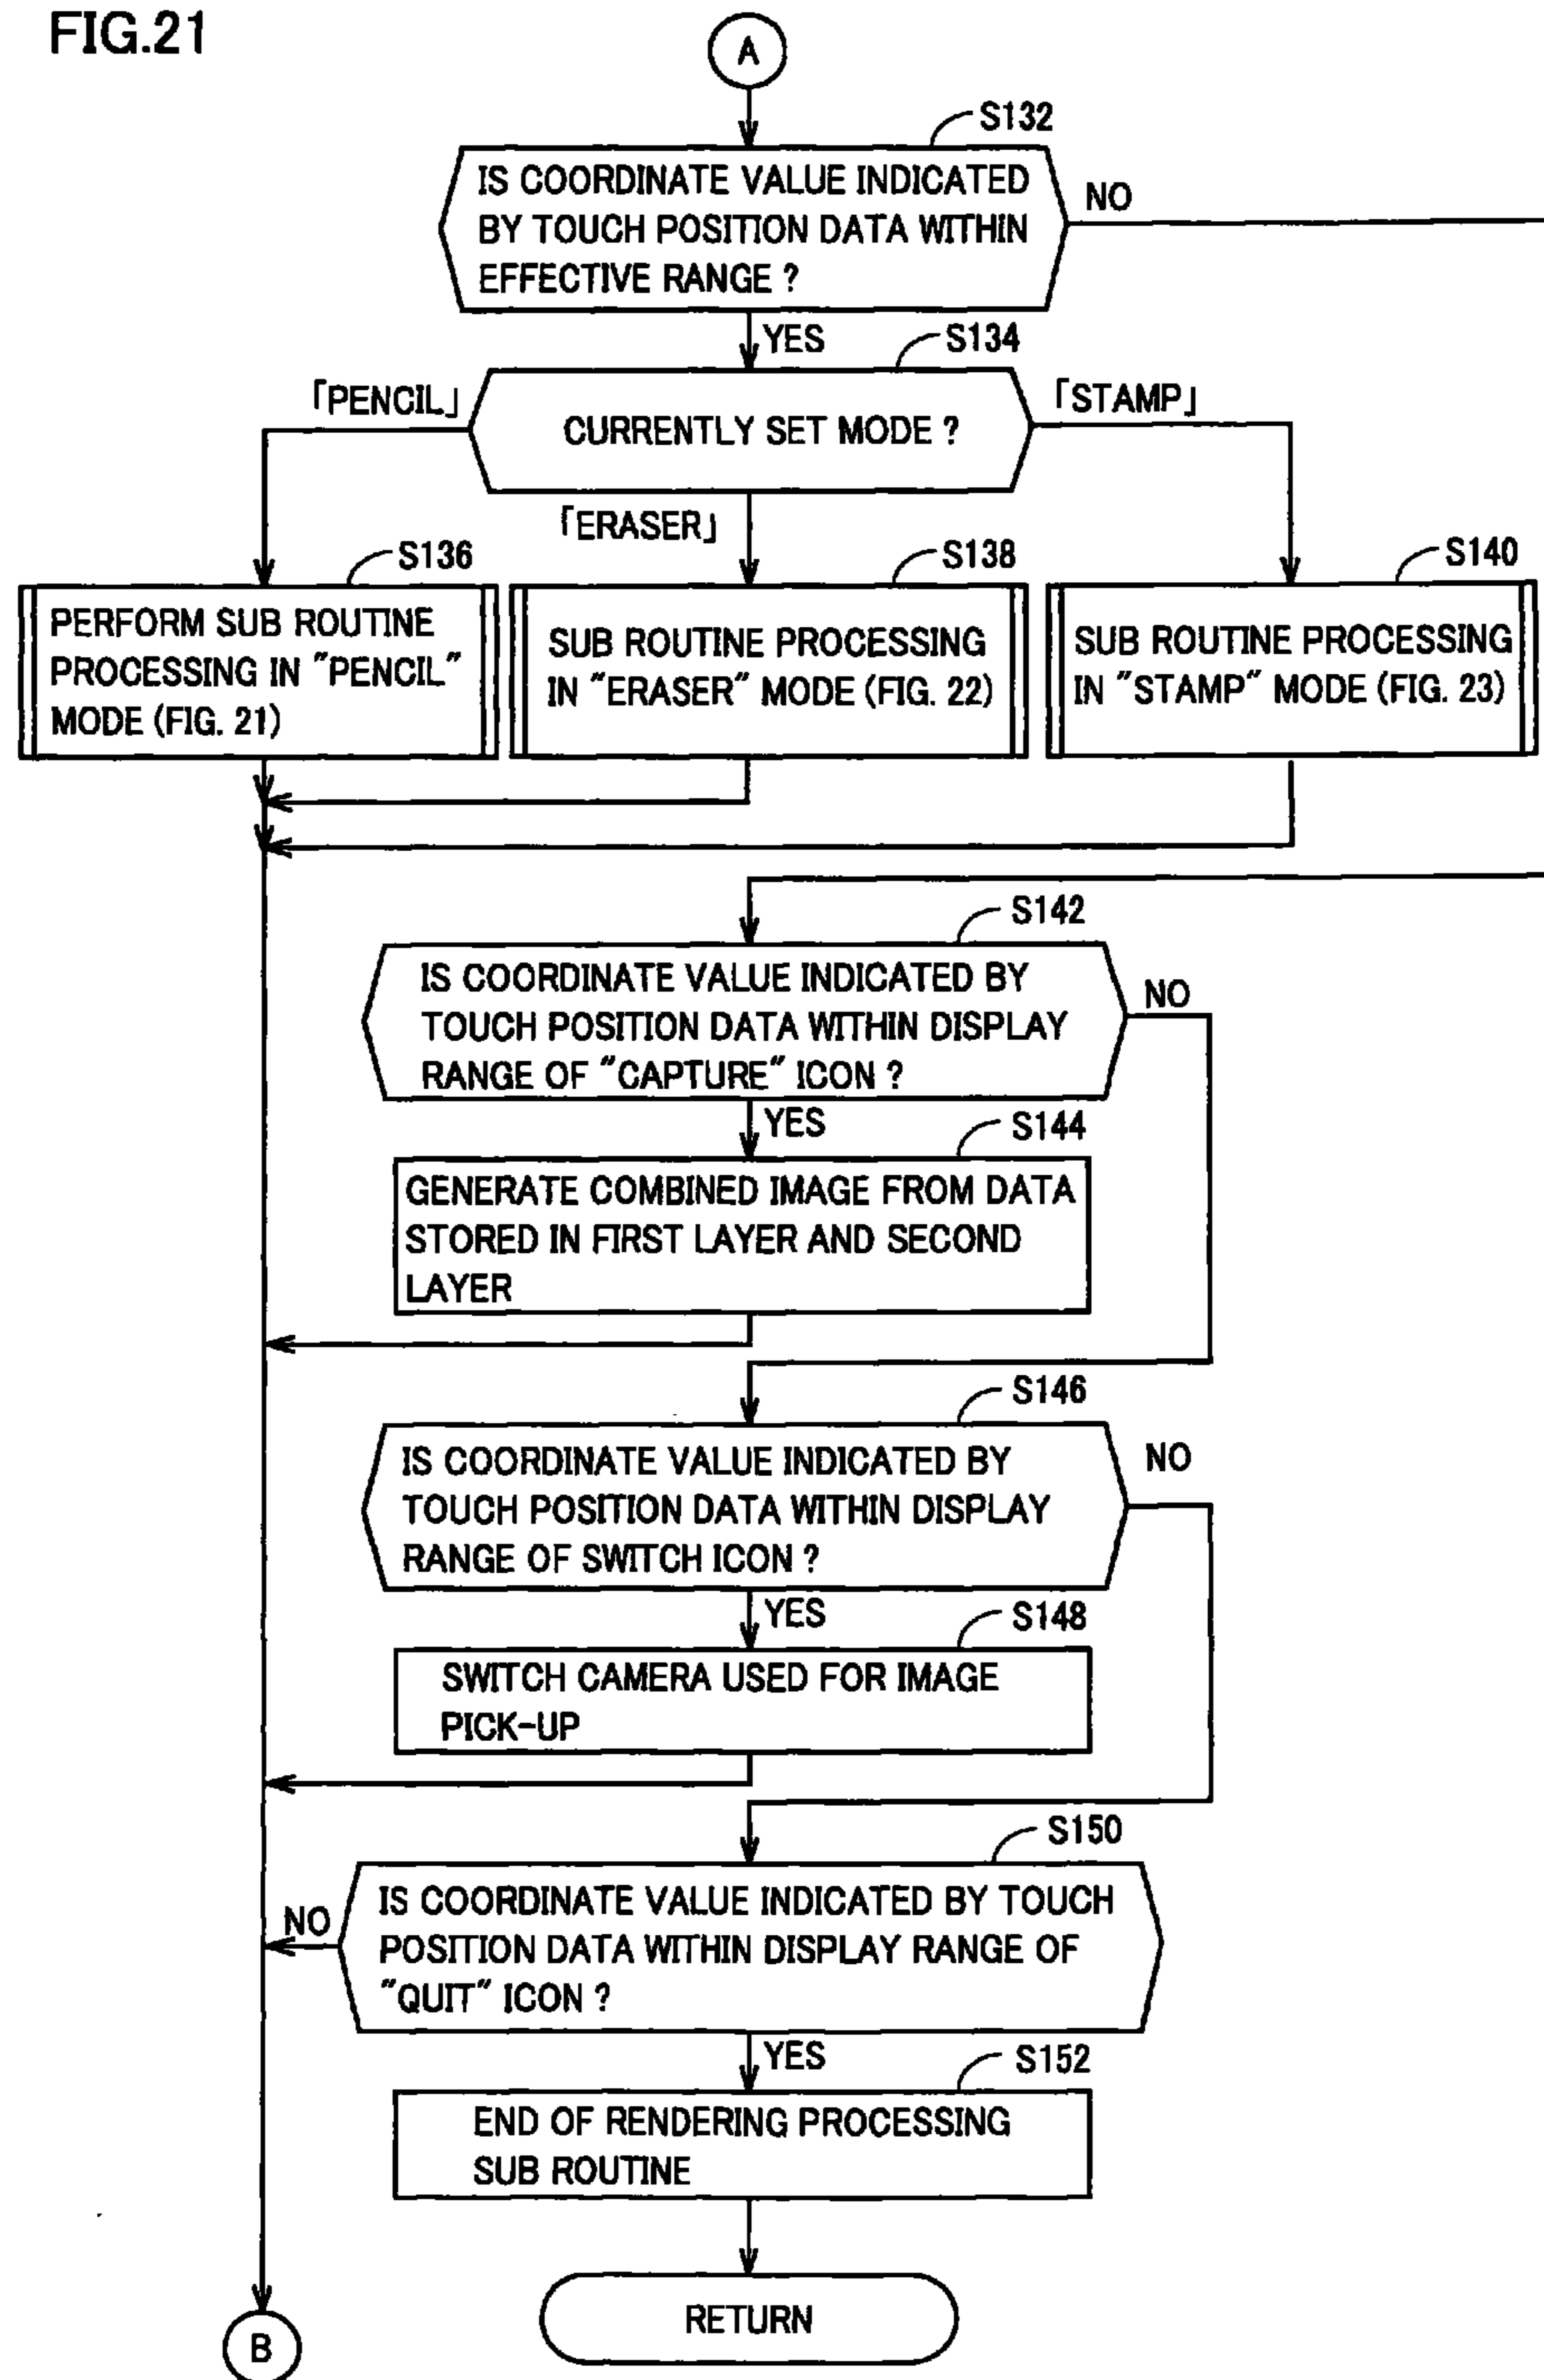 FIG.21
A
S132
IS COORDINATE VALUE INDICATED
BY TOUCH POSITION DATA WITHIN
EFFECTIVE RANGE ?
NO
YES
S134
「PENCIL」
CURRENTLY SET MODE ?
「STAMP」
「ERASER」
S136
PERFORM SUB ROUTINE
PROCESSING IN "PENCIL"
MODE (FIG. 21)
S138
SUB ROUTINE PROCESSING
IN "ERASER" MODE (FIG. 22)
S140
SUB ROUTINE PROCESSING
IN "STAMP" MODE (FIG. 23)
S142
IS COORDINATE VALUE INDICATED BY
TOUCH POSITION DATA WITHIN DISPLAY
RANGE OF "CAPTURE" ICON ?
NO
YES
S144
GENERATE COMBINED IMAGE FROM DATA
STORED IN FIRST LAYER AND SECOND
LAYER
S146
IS COORDINATE VALUE INDICATED BY
TOUCH POSITION DATA WITHIN DISPLAY
RANGE OF SWITCH ICON ?
NO
YES
S148
SWITCH CAMERA USED FOR IMAGE
PICK-UP
S150
IS COORDINATE VALUE INDICATED BY TOUCH
POSITION DATA WITHIN DISPLAY RANGE OF
"QUIT" ICON ?
NO
YES
S152
END OF RENDERING PROCESSING
SUB ROUTINE
RETURN
B